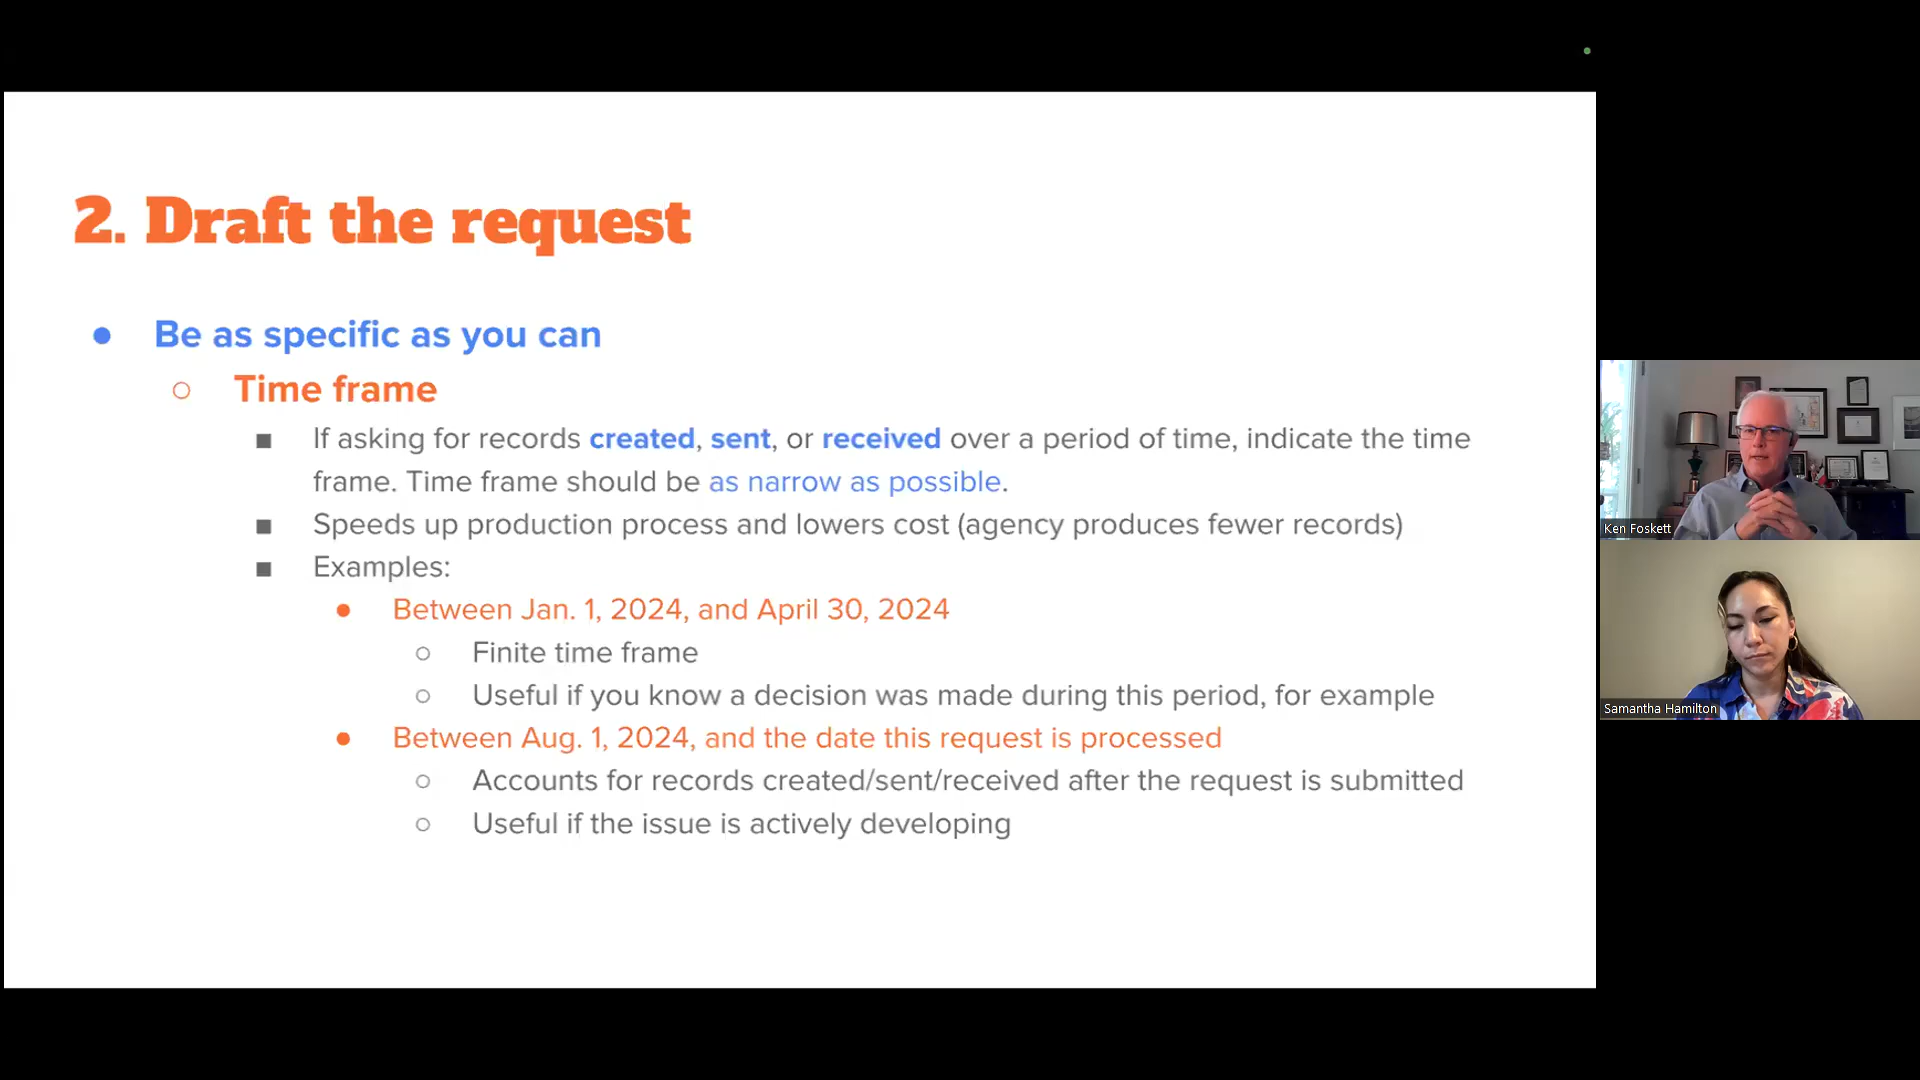 2. Draft the request
● Be as specific as you can
○ Time frame
■ If asking for records created, sent, or received over a period of time, indicate the time
frame. Time frame should be as narrow as possible.
■ Speeds up production process and lowers cost (agency produces fewer records)
■ Examples:
● Between Jan. 1, 2024, and April 30, 2024
○ Finite time frame
○ Useful if you know a decision was made during this period, for example
● Between Aug. 1, 2024, and the date this request is processed
○ Accounts for records created/sent/received after the request is submitted
○ Useful if the issue is actively developing
Ken Foskett
Samantha Hamilton